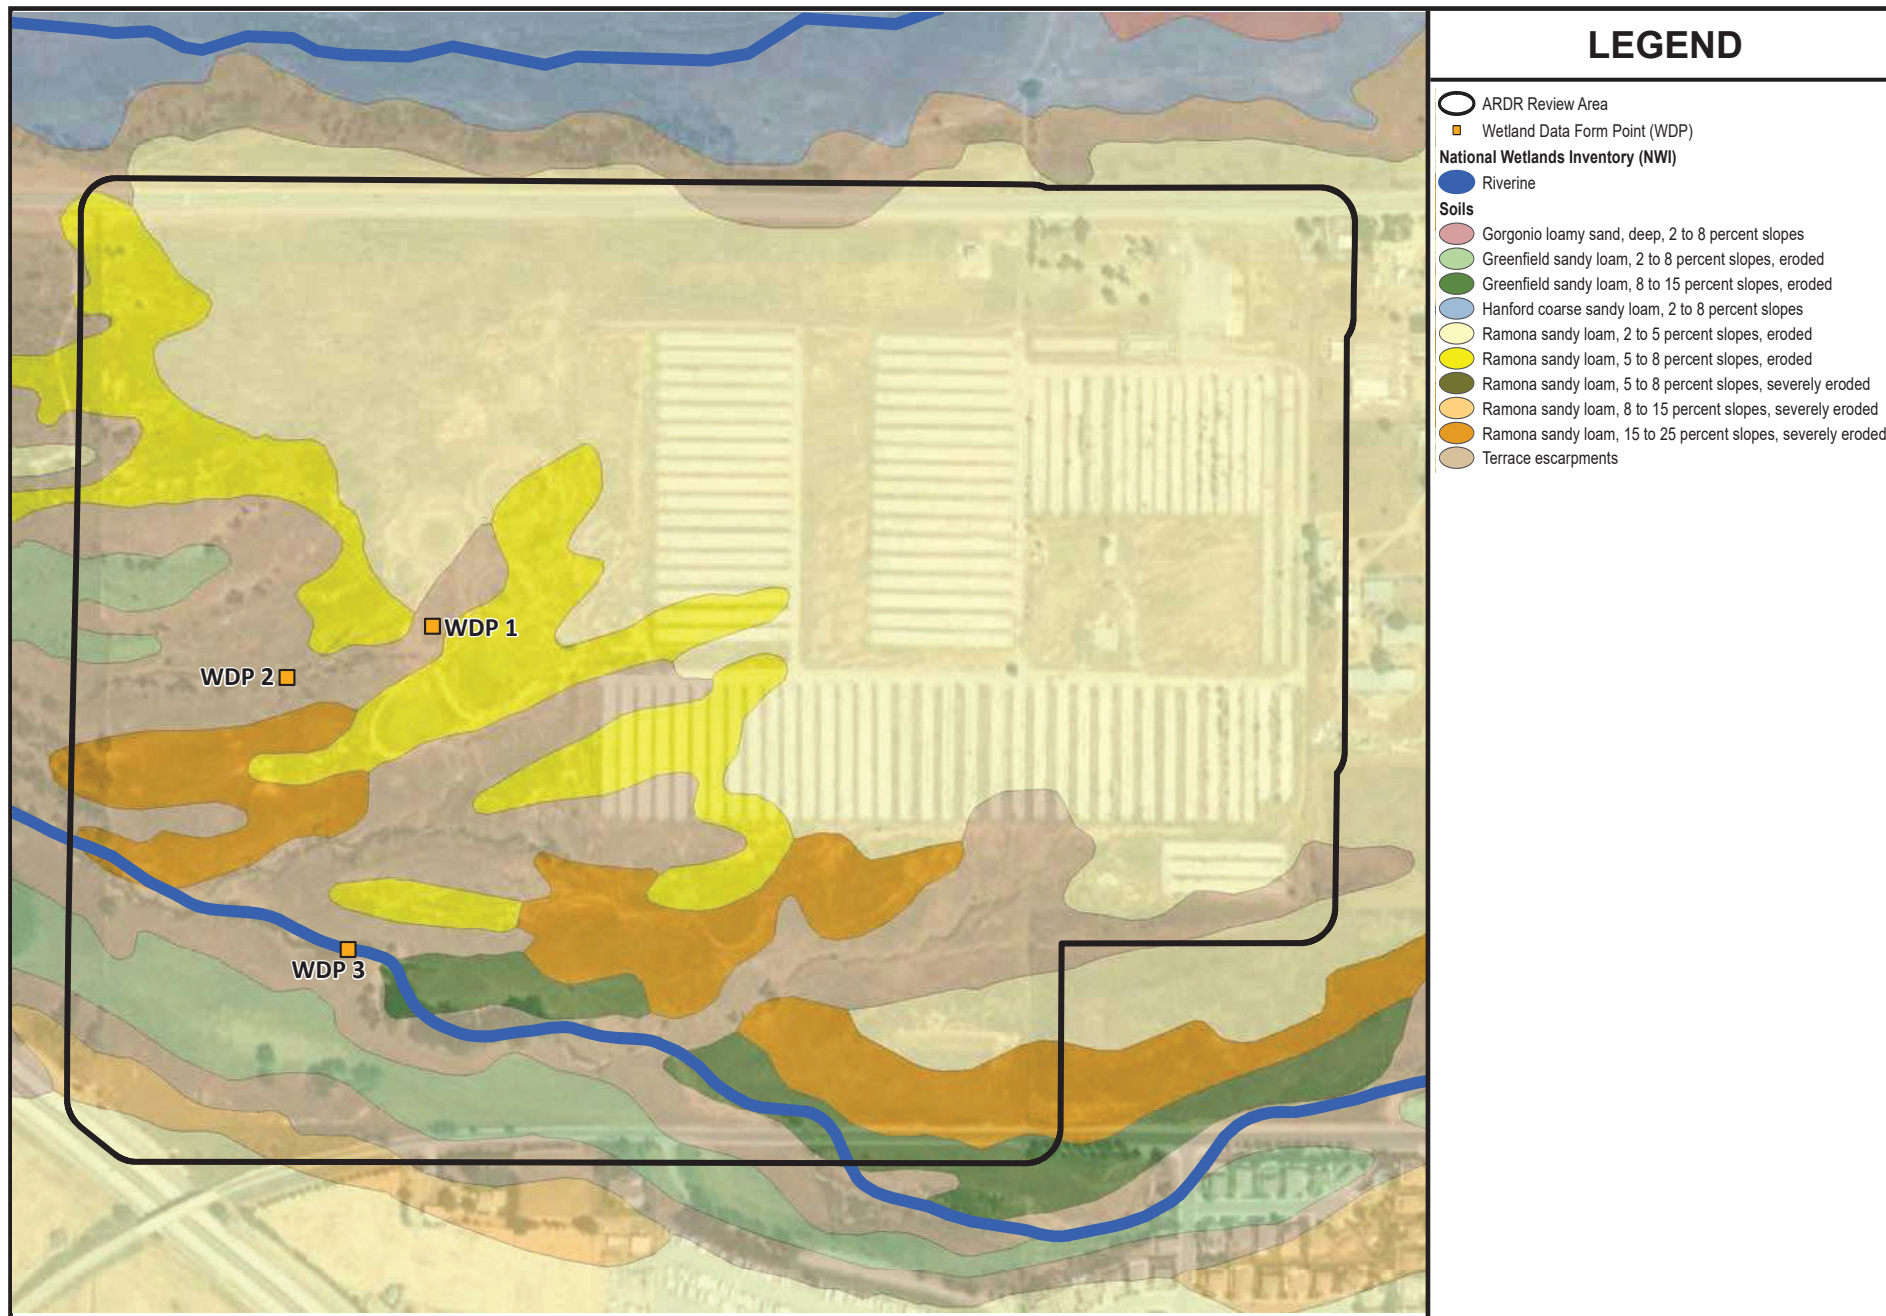 LEGEND
ARDR Review Area
Wetland Data Form Point (WDP)
National Wetlands Inventory (NWI)
Riverine
Soils
Gorgonio loamy sand, deep, 2 to 8 percent slopes
Greenfield sandy loam, 2 to 8 percent slopes, eroded
Greenfield sandy loam, 8 to 15 percent slopes, eroded
Hanford coarse sandy loam, 2 to 8 percent slopes
Ramona sandy loam, 2 to 5 percent slopes, eroded
Ramona sandy loam, 5 to 8 percent slopes, eroded
Ramona sandy loam, 5 to 8 percent slopes, severely eroded
Ramona sandy loam, 8 to 15 percent slopes, severely eroded
Ramona sandy loam, 15 to 25 percent slopes, severely eroded
Terrace escarpments
WDP 1
WDP 2
WDP 3